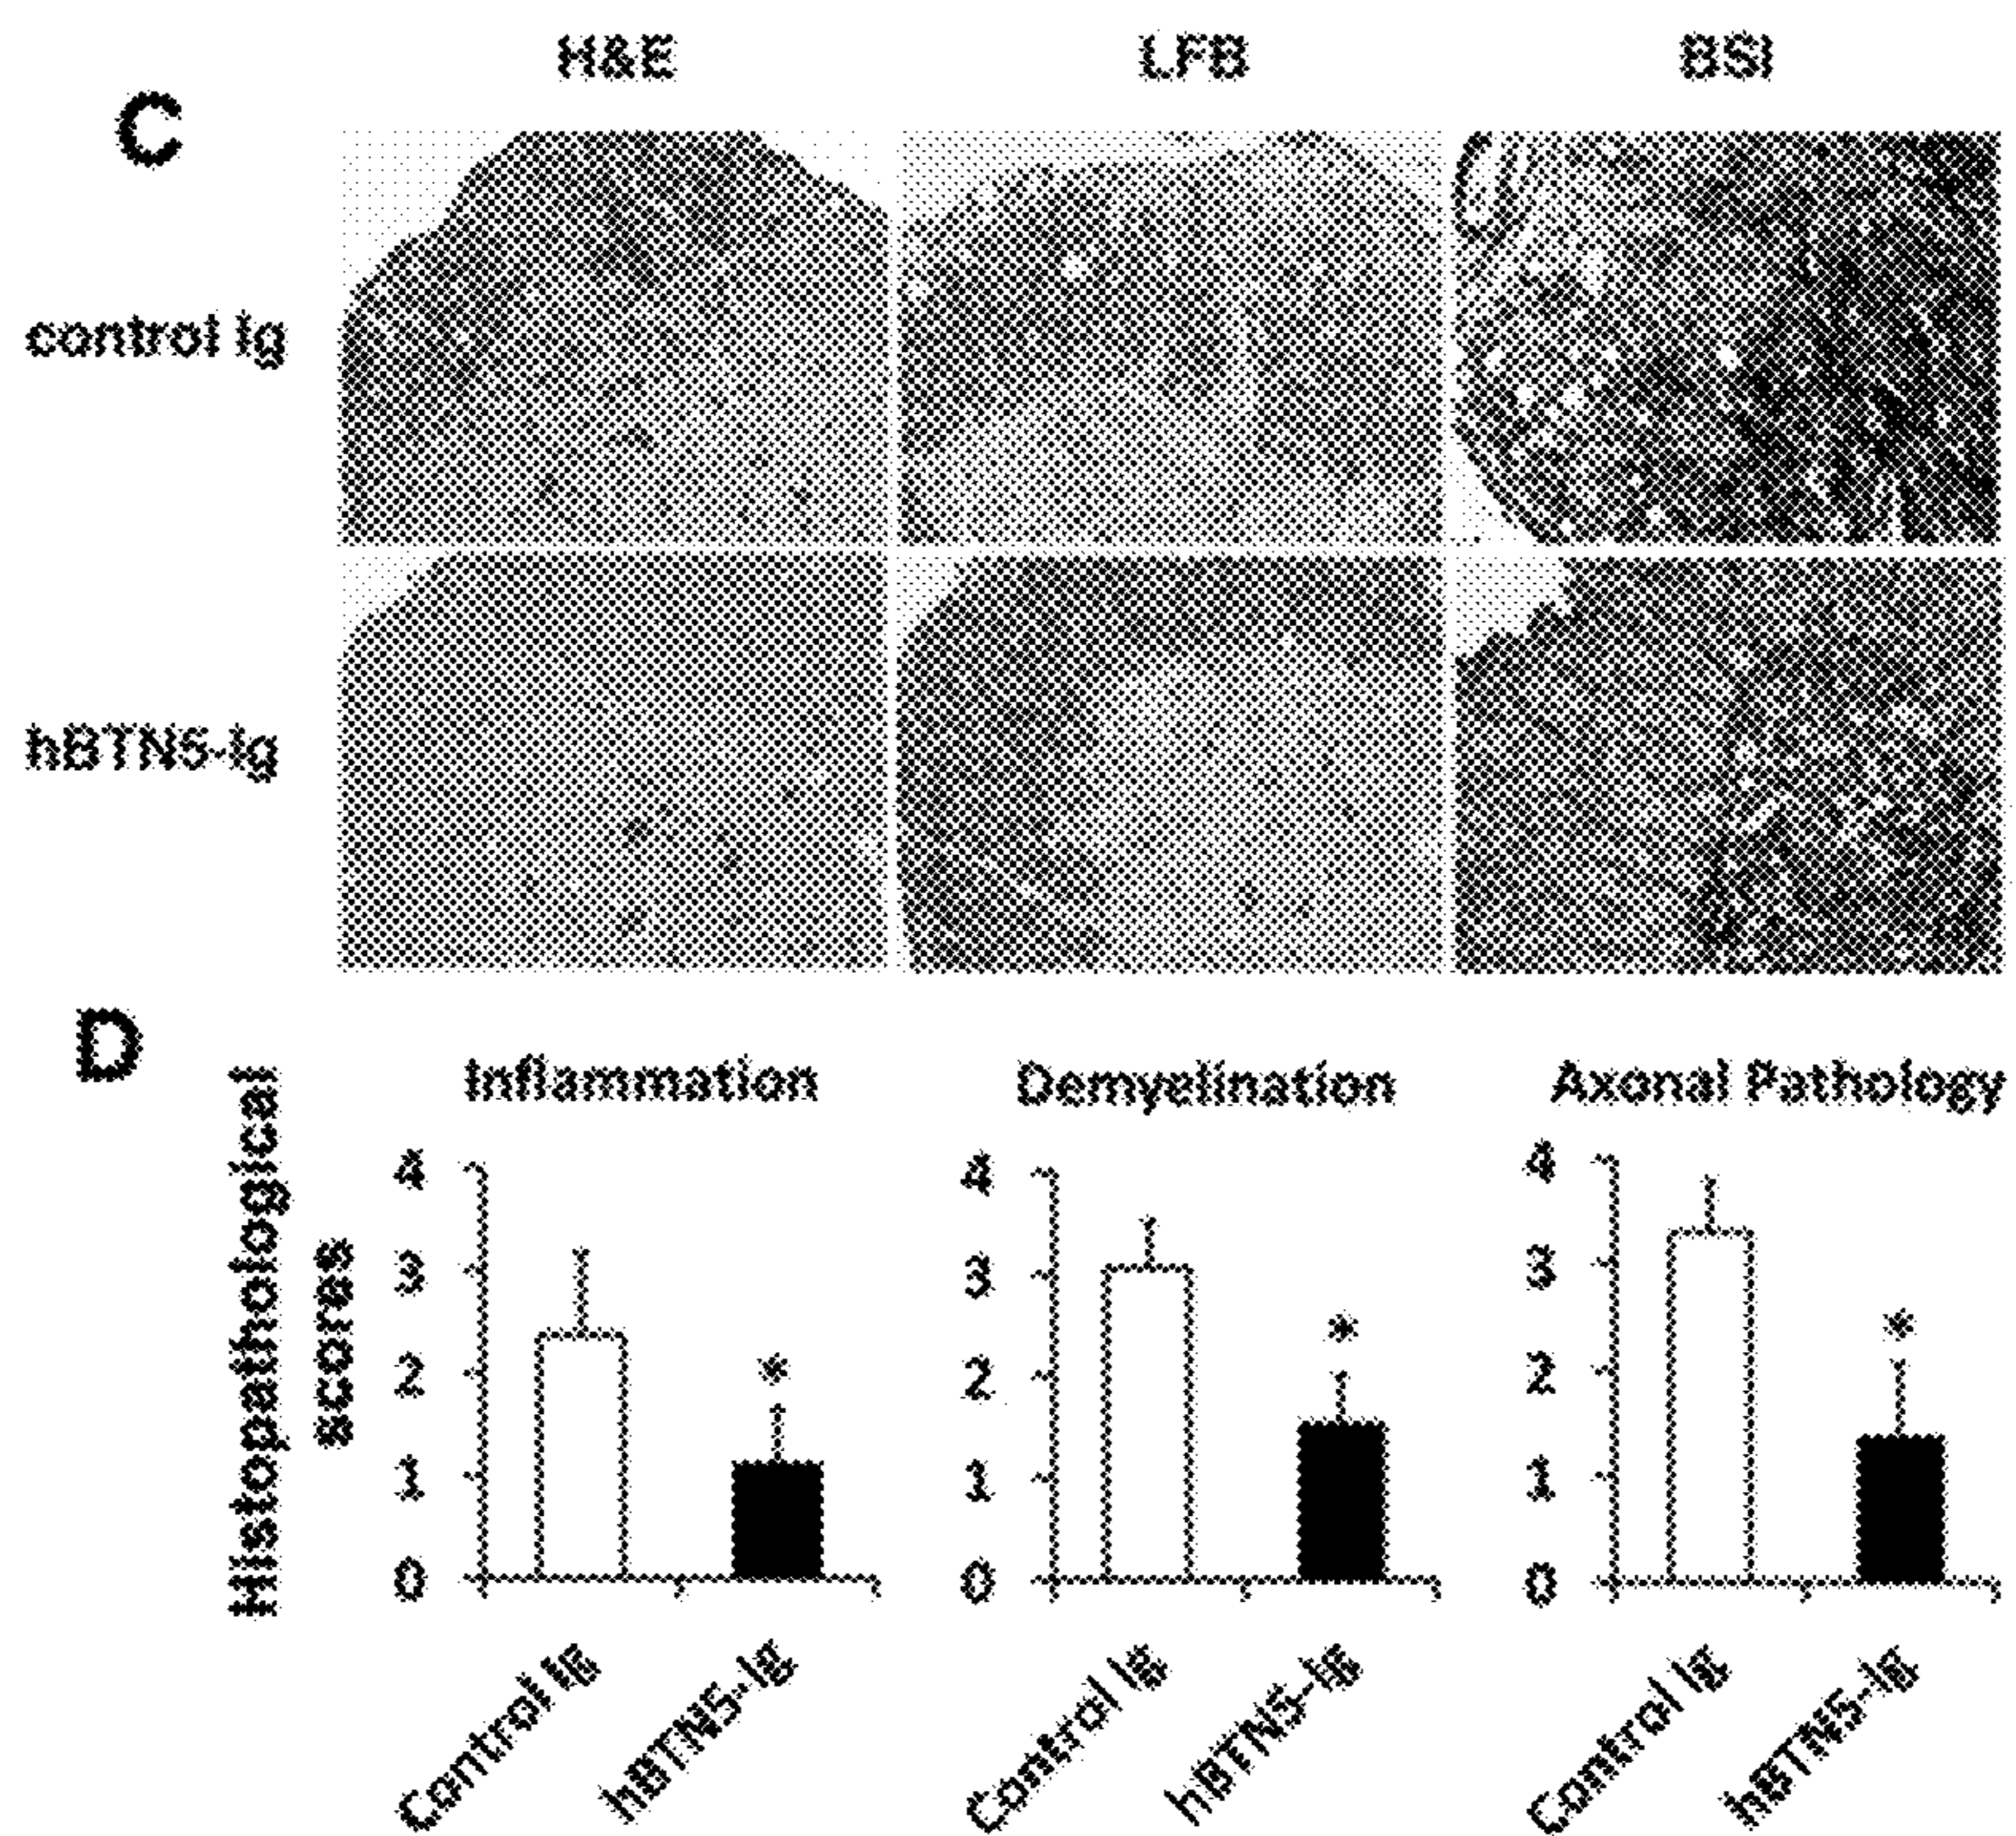 H&E LFB BSI
C
control Ig
hBTN5-Ig
D
Histopathological
scores
Inflammation Demyelination Axonal Pathology
4 4 4
3 3 3
2 * 2 * 2 *
1 1 1
0 0 0
Control Ig hBTN5-Ig Control Ig hBTN5-Ig Control Ig hBTN5-Ig